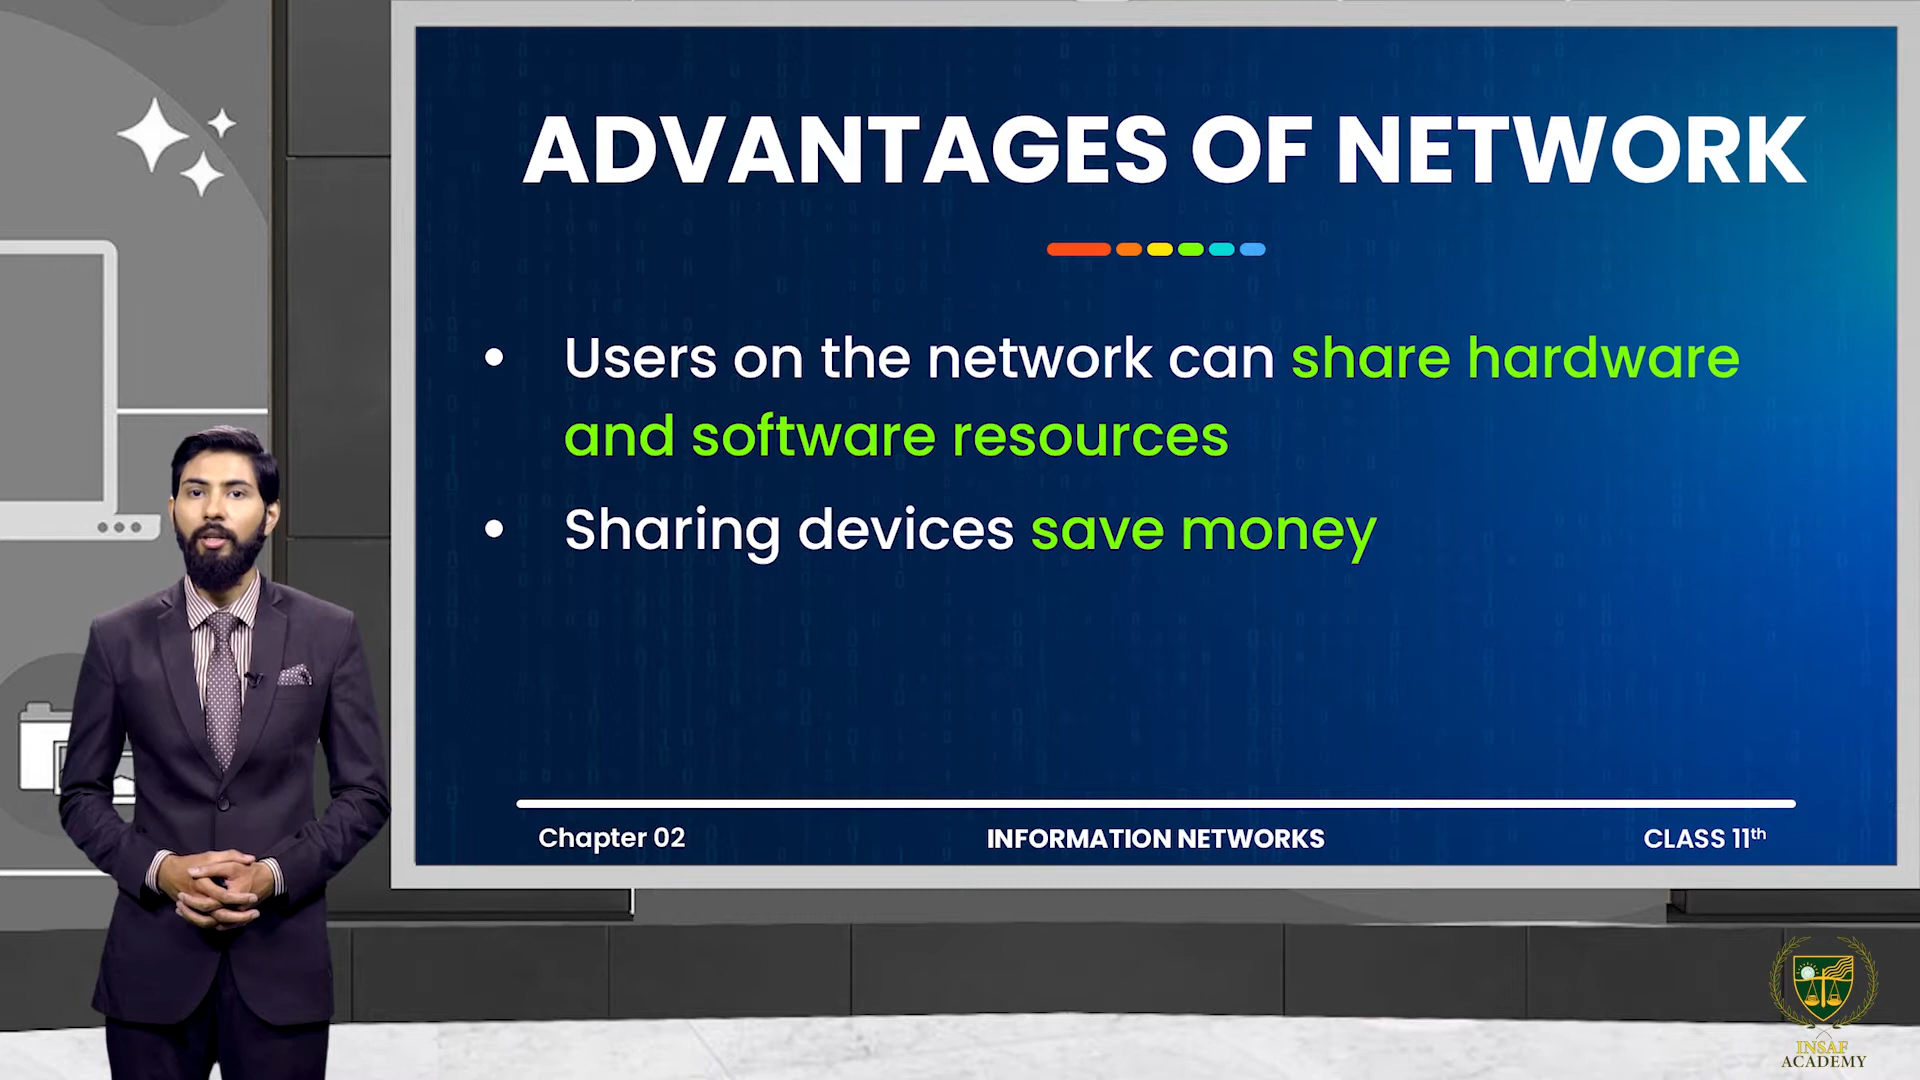 ADVANTAGES OF NETWORK
• Users on the network can share hardware
and software resources
• Sharing devices save money
Chapter 02
INFORMATION NETWORKS
CLASS 11th
INSAF
ACADEMY